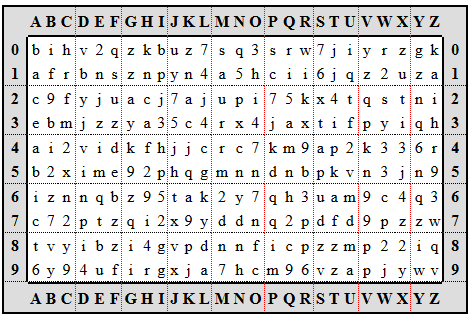 A B C D E F G H I J K L M N O P Q R S T U V W X Y Z
0 b i h v 2 q z k b u z 7 s q 3 s r w 7 j i y r z g k 0
1 a f r b n s z n p y n 4 a 5 h c i i 6 j q z 2 u z a 1
2 c 9 f y j u a c j 7 a j u p i 7 5 k x 4 t q s t n i 2
3 e b m j z z y a 3 5 c 4 r x 4 j a x t i f p y i q h 3
4 a i 2 v i d k f h j j c r c 7 k m 9 a p 2 k 3 3 6 r 4
5 b 2 x i m e 9 2 p h q g m n n d n b p k v n 3 j n 9 5
6 i z n n q b z 9 5 t a k 2 y 7 q h 3 u a m 9 c 4 q 3 6
7 c 7 2 p t z q i 2 x 9 y d d n q 2 p d f d 9 p z z w 7
8 t v y i b z i 4 g v p d n n f i c p z z m p 2 2 i q 8
9 6 y 9 4 u f i r g x j a 7 h c m 9 6 v z a p j y w v 9
A B C D E F G H I J K L M N O P Q R S T U V W X Y Z